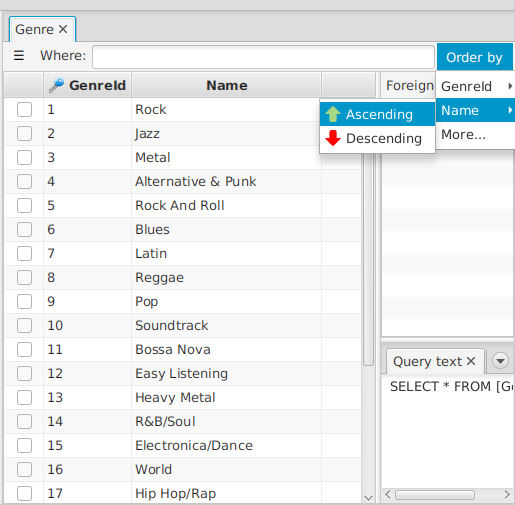 Genre
Where:
Order by
GenreId
Name
Foreign
GenreId
Name
More...
Ascending
Descending
1 Rock
2 Jazz
3 Metal
4 Alternative & Punk
5 Rock And Roll
6 Blues
7 Latin
8 Reggae
9 Pop
10 Soundtrack
11 Bossa Nova
12 Easy Listening
13 Heavy Metal
14 R&B/Soul
15 Electronica/Dance
16 World
17 Hip Hop/Rap
Query text
SELECT * FROM [Ge